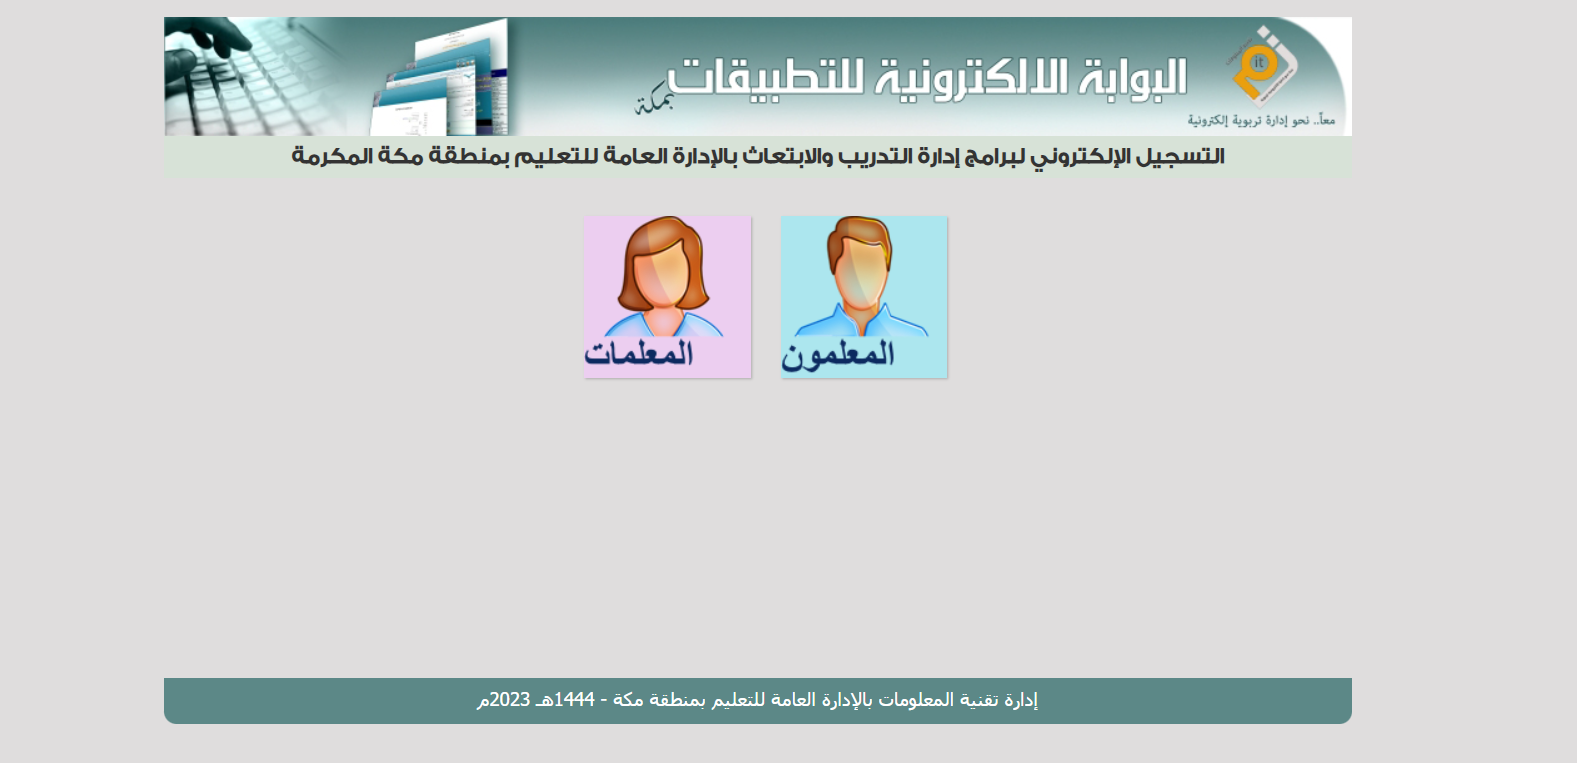 البوابة الالكترونية للتطبيقات بمكة
it
معاً.. نحو إدارة تربوية إلكترونية
التسجيل الإلكتروني لبرامج إدارة التدريب والابتعاث بالإدارة العامة للتعليم بمنطقة مكة المكرمة
المعلمون
المعلمات
إدارة تقنية المعلومات بالإدارة العامة للتعليم بمنطقة مكة - 1444هـ 2023م